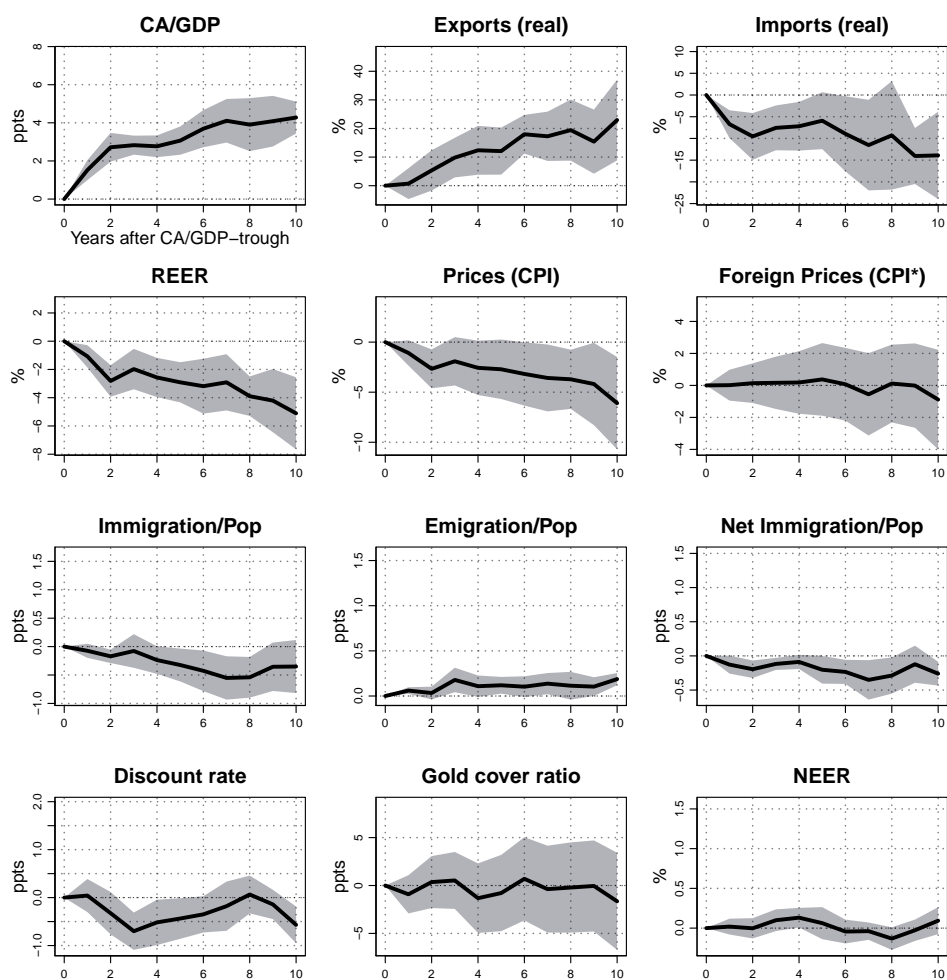 CA/GDP
ppts
0 2 4 6 8
0 2 4 6 8 10
Years after CA/GDP−trough
Exports (real)
%
0 10 20 30 40
0 2 4 6 8 10
Imports (real)
%
−25 −15 −5 0 5 10
0 2 4 6 8 10
REER
%
−8 −6 −4 −2 0 2
0 2 4 6 8 10
Prices (CPI)
%
−10 −5 0
0 2 4 6 8 10
Foreign Prices (CPI*)
%
−4 −2 0 2 4
0 2 4 6 8 10
Immigration/Pop
ppts
−1.0 0.0 0.5 1.0 1.5
0 2 4 6 8 10
Emigration/Pop
ppts
0.0 0.5 1.0 1.5
0 2 4 6 8 10
Net Immigration/Pop
ppts
−0.5 0.0 0.5 1.0 1.5
0 2 4 6 8 10
Discount rate
ppts
−1.0 0.0 1.0 2.0
0 2 4 6 8 10
Gold cover ratio
ppts
−5 0 5
0 2 4 6 8 10
NEER
%
0.0 0.5 1.0 1.5
0 2 4 6 8 10